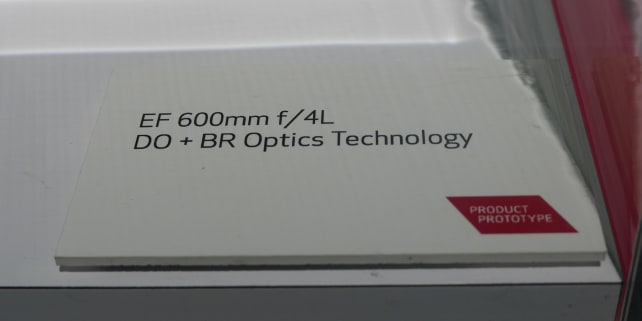 EF 600mm f/4L
DO + BR Optics Technology
PRODUCT
PROTOTYPE